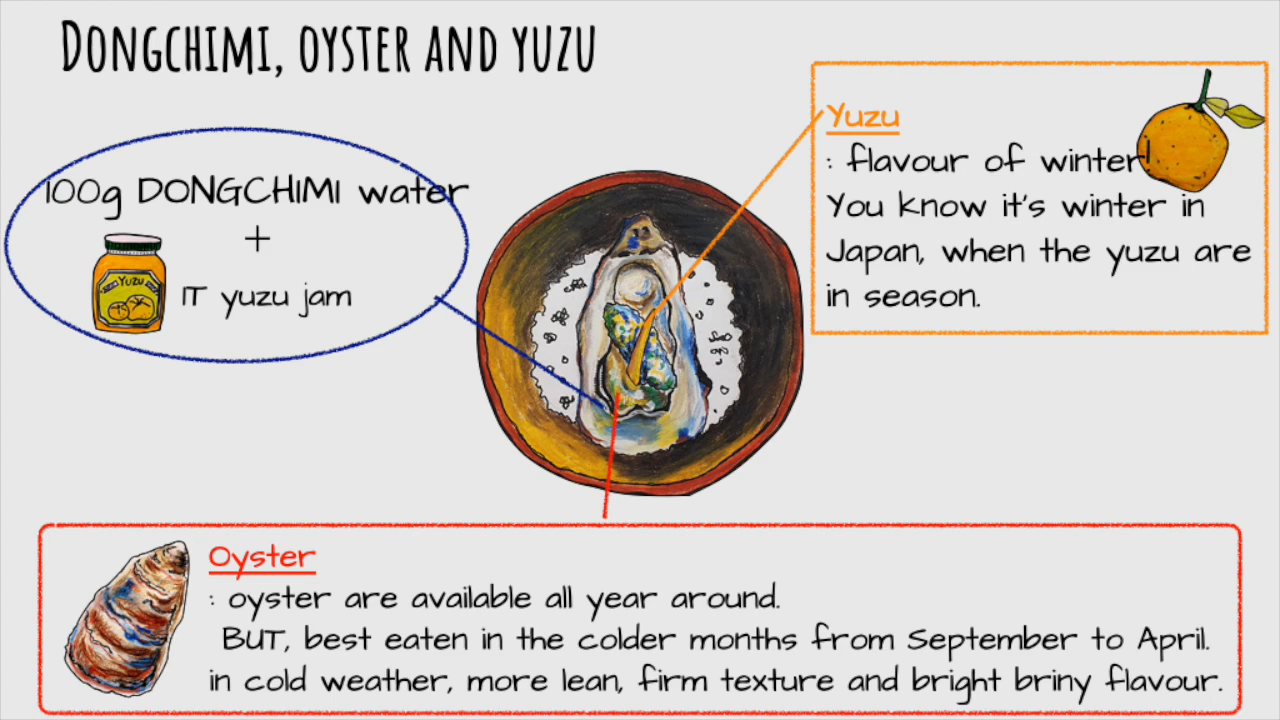 Dongchimi, oyster and yuzu
100g DONGCHIMI water
+
Yuzu
1T yuzu jam
Yuzu
: flavour of winter!
You know it's winter in
Japan, when the yuzu are
in season.
Oyster
: oyster are available all year around.
BUT, best eaten in the colder months from September to April.
in cold weather, more lean, firm texture and bright briny flavour.